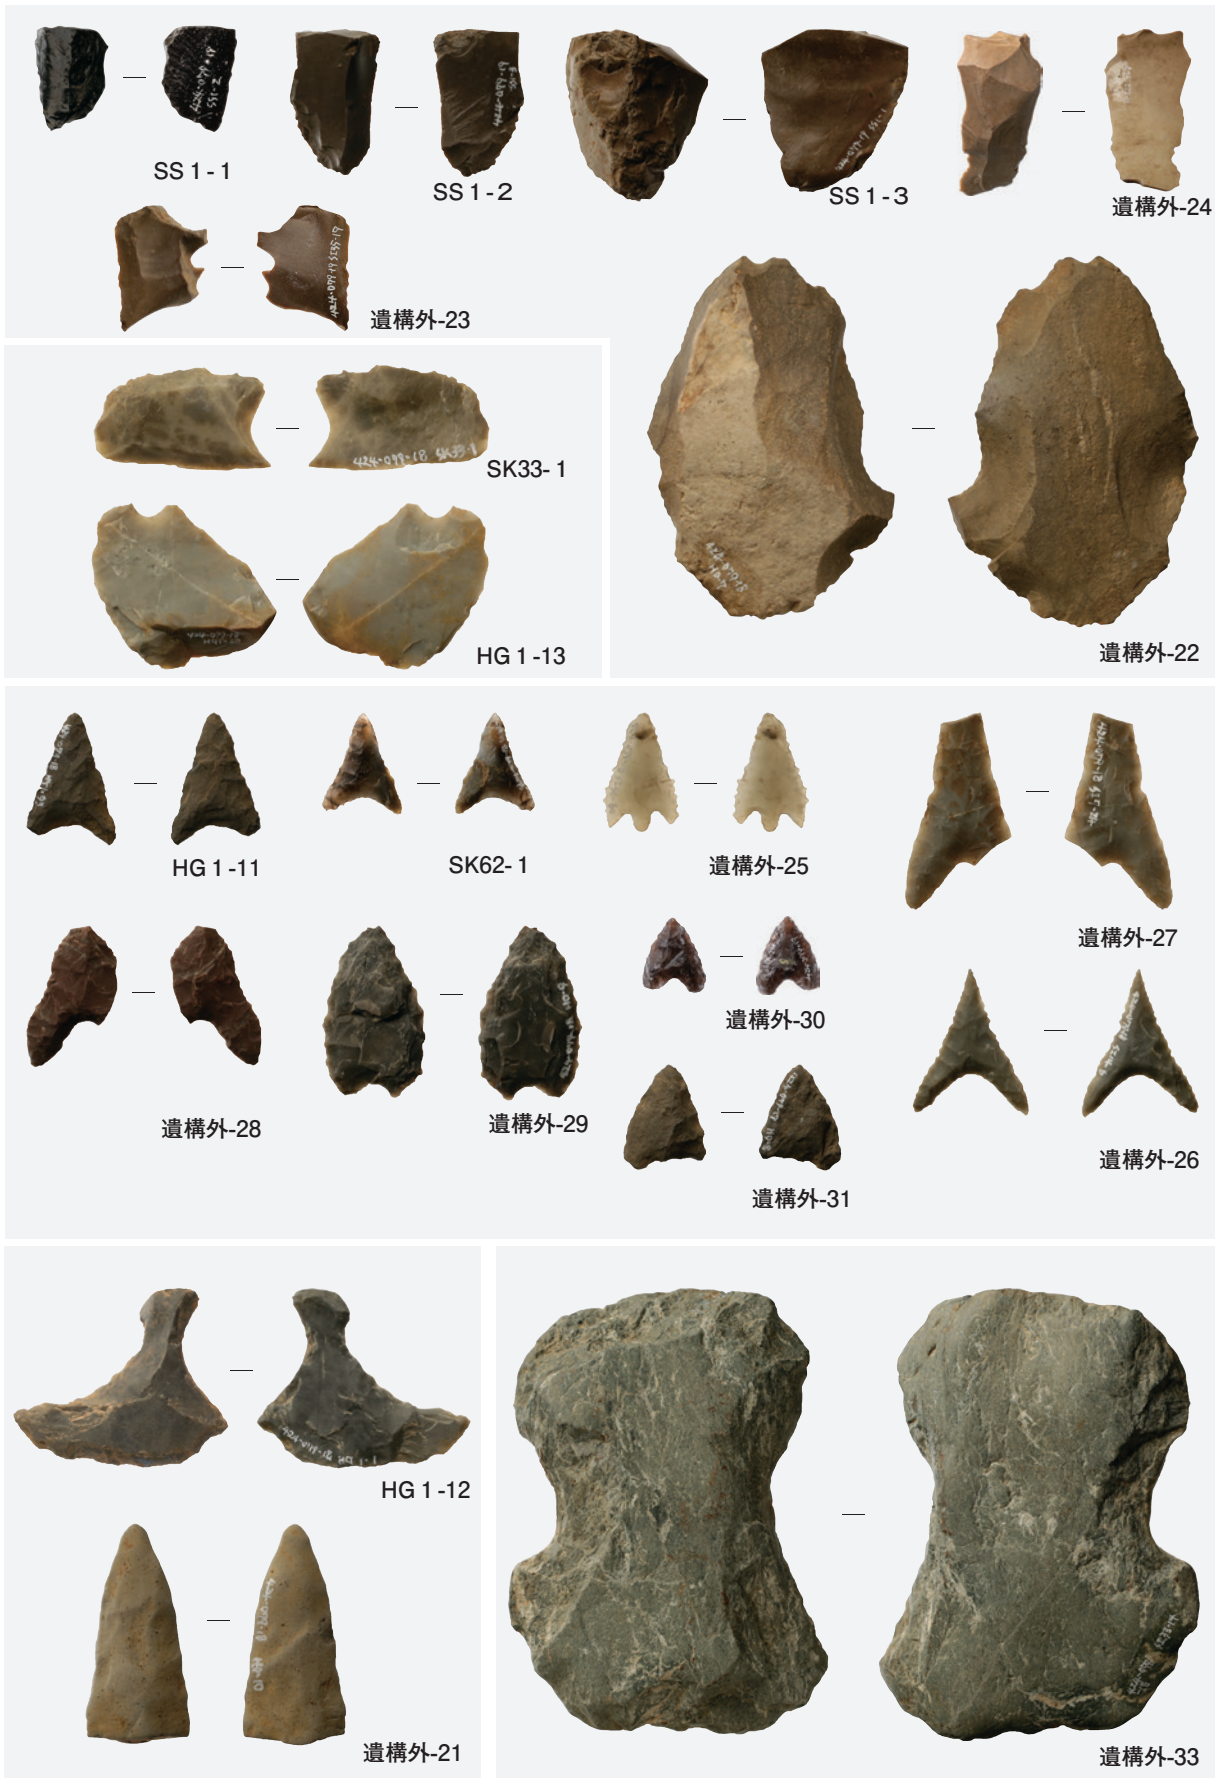 SS 1 - 1
SS 1 - 2
SS 1 - 3
遺構外-24
遺構外-23
SK33- 1
HG 1 -13
遺構外-22
HG 1 -11
SK62- 1
遺構外-25
遺構外-27
遺構外-28
遺構外-29
遺構外-30
遺構外-31
遺構外-26
HG 1 -12
遺構外-21
遺構外-33